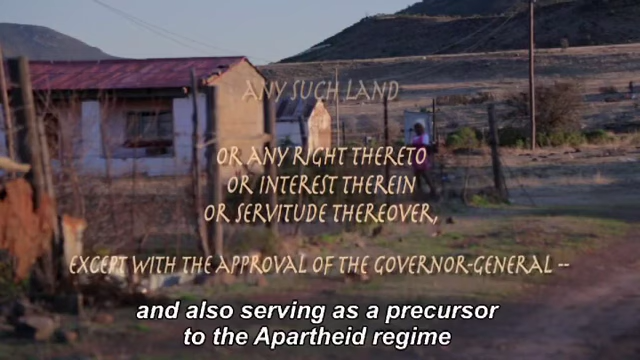 ANY SUCH LAND
OR ANY RIGHT THERETO
OR INTEREST THEREIN
OR SERVITUDE THEREOVER,
EXCEPT WITH THE APPROVAL OF THE GOVERNOR-GENERAL --
and also serving as a precursor
to the Apartheid regime